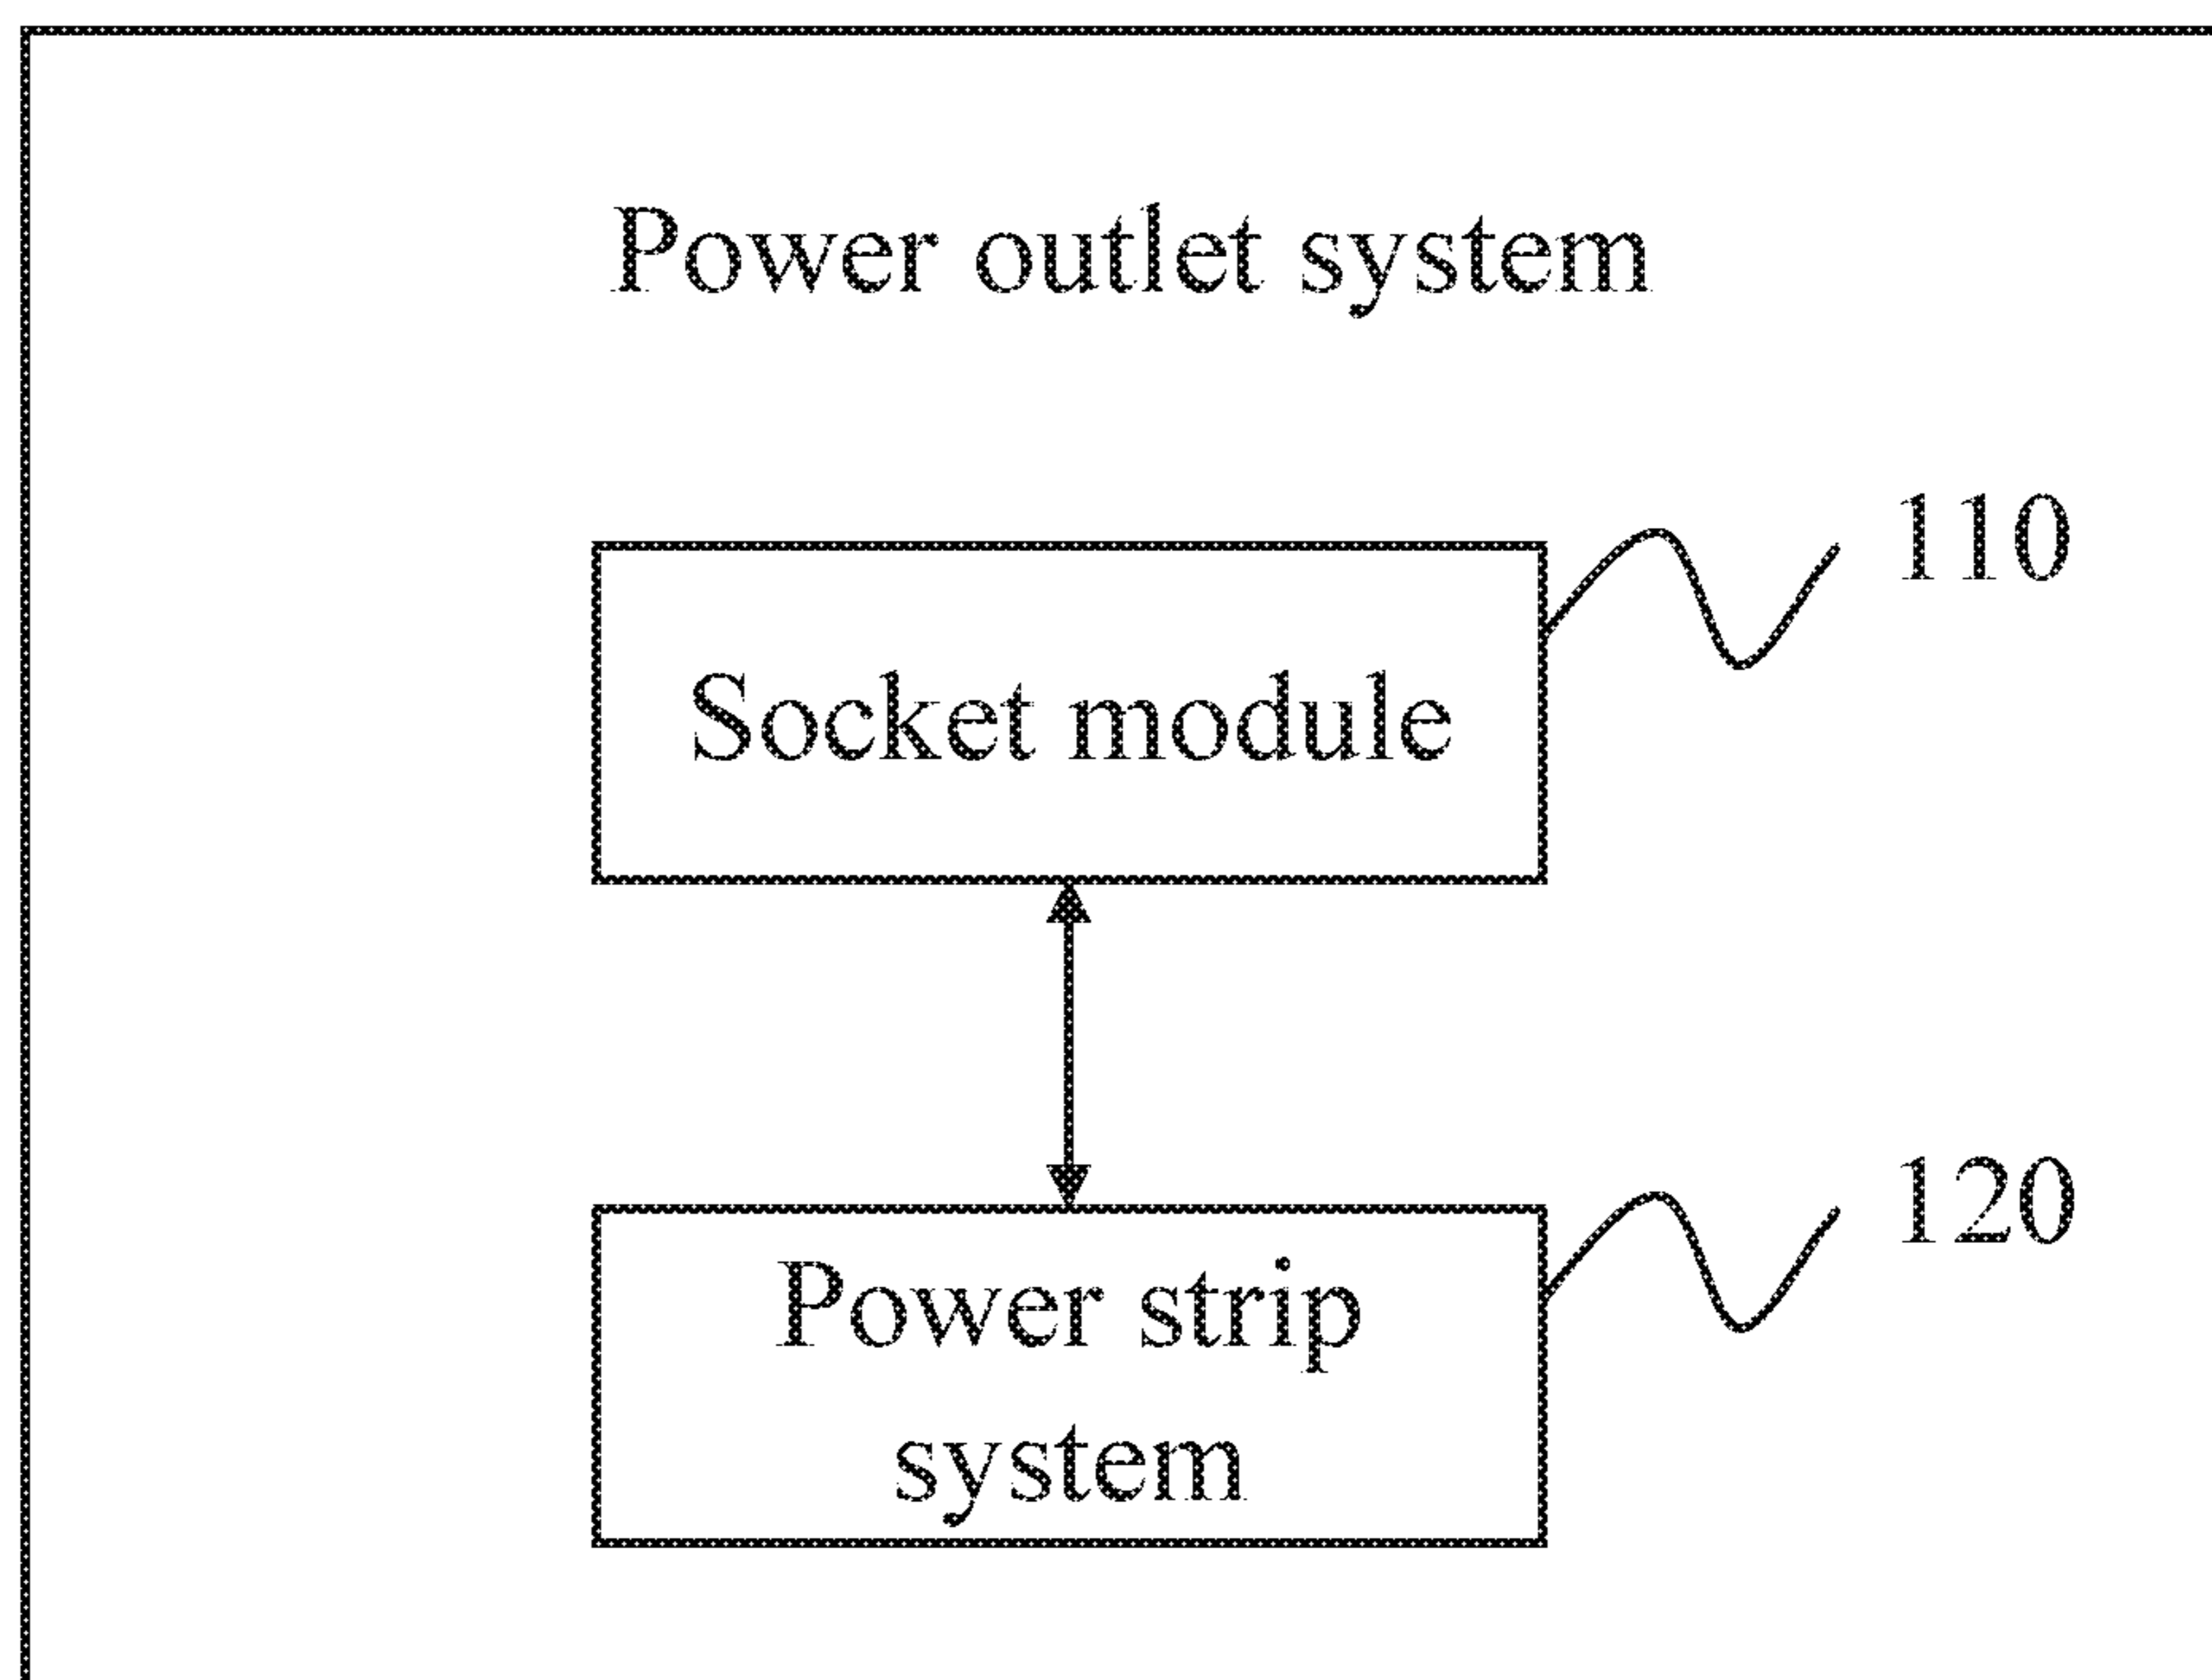 Power outlet system
110
Socket module
120
Power strip
system